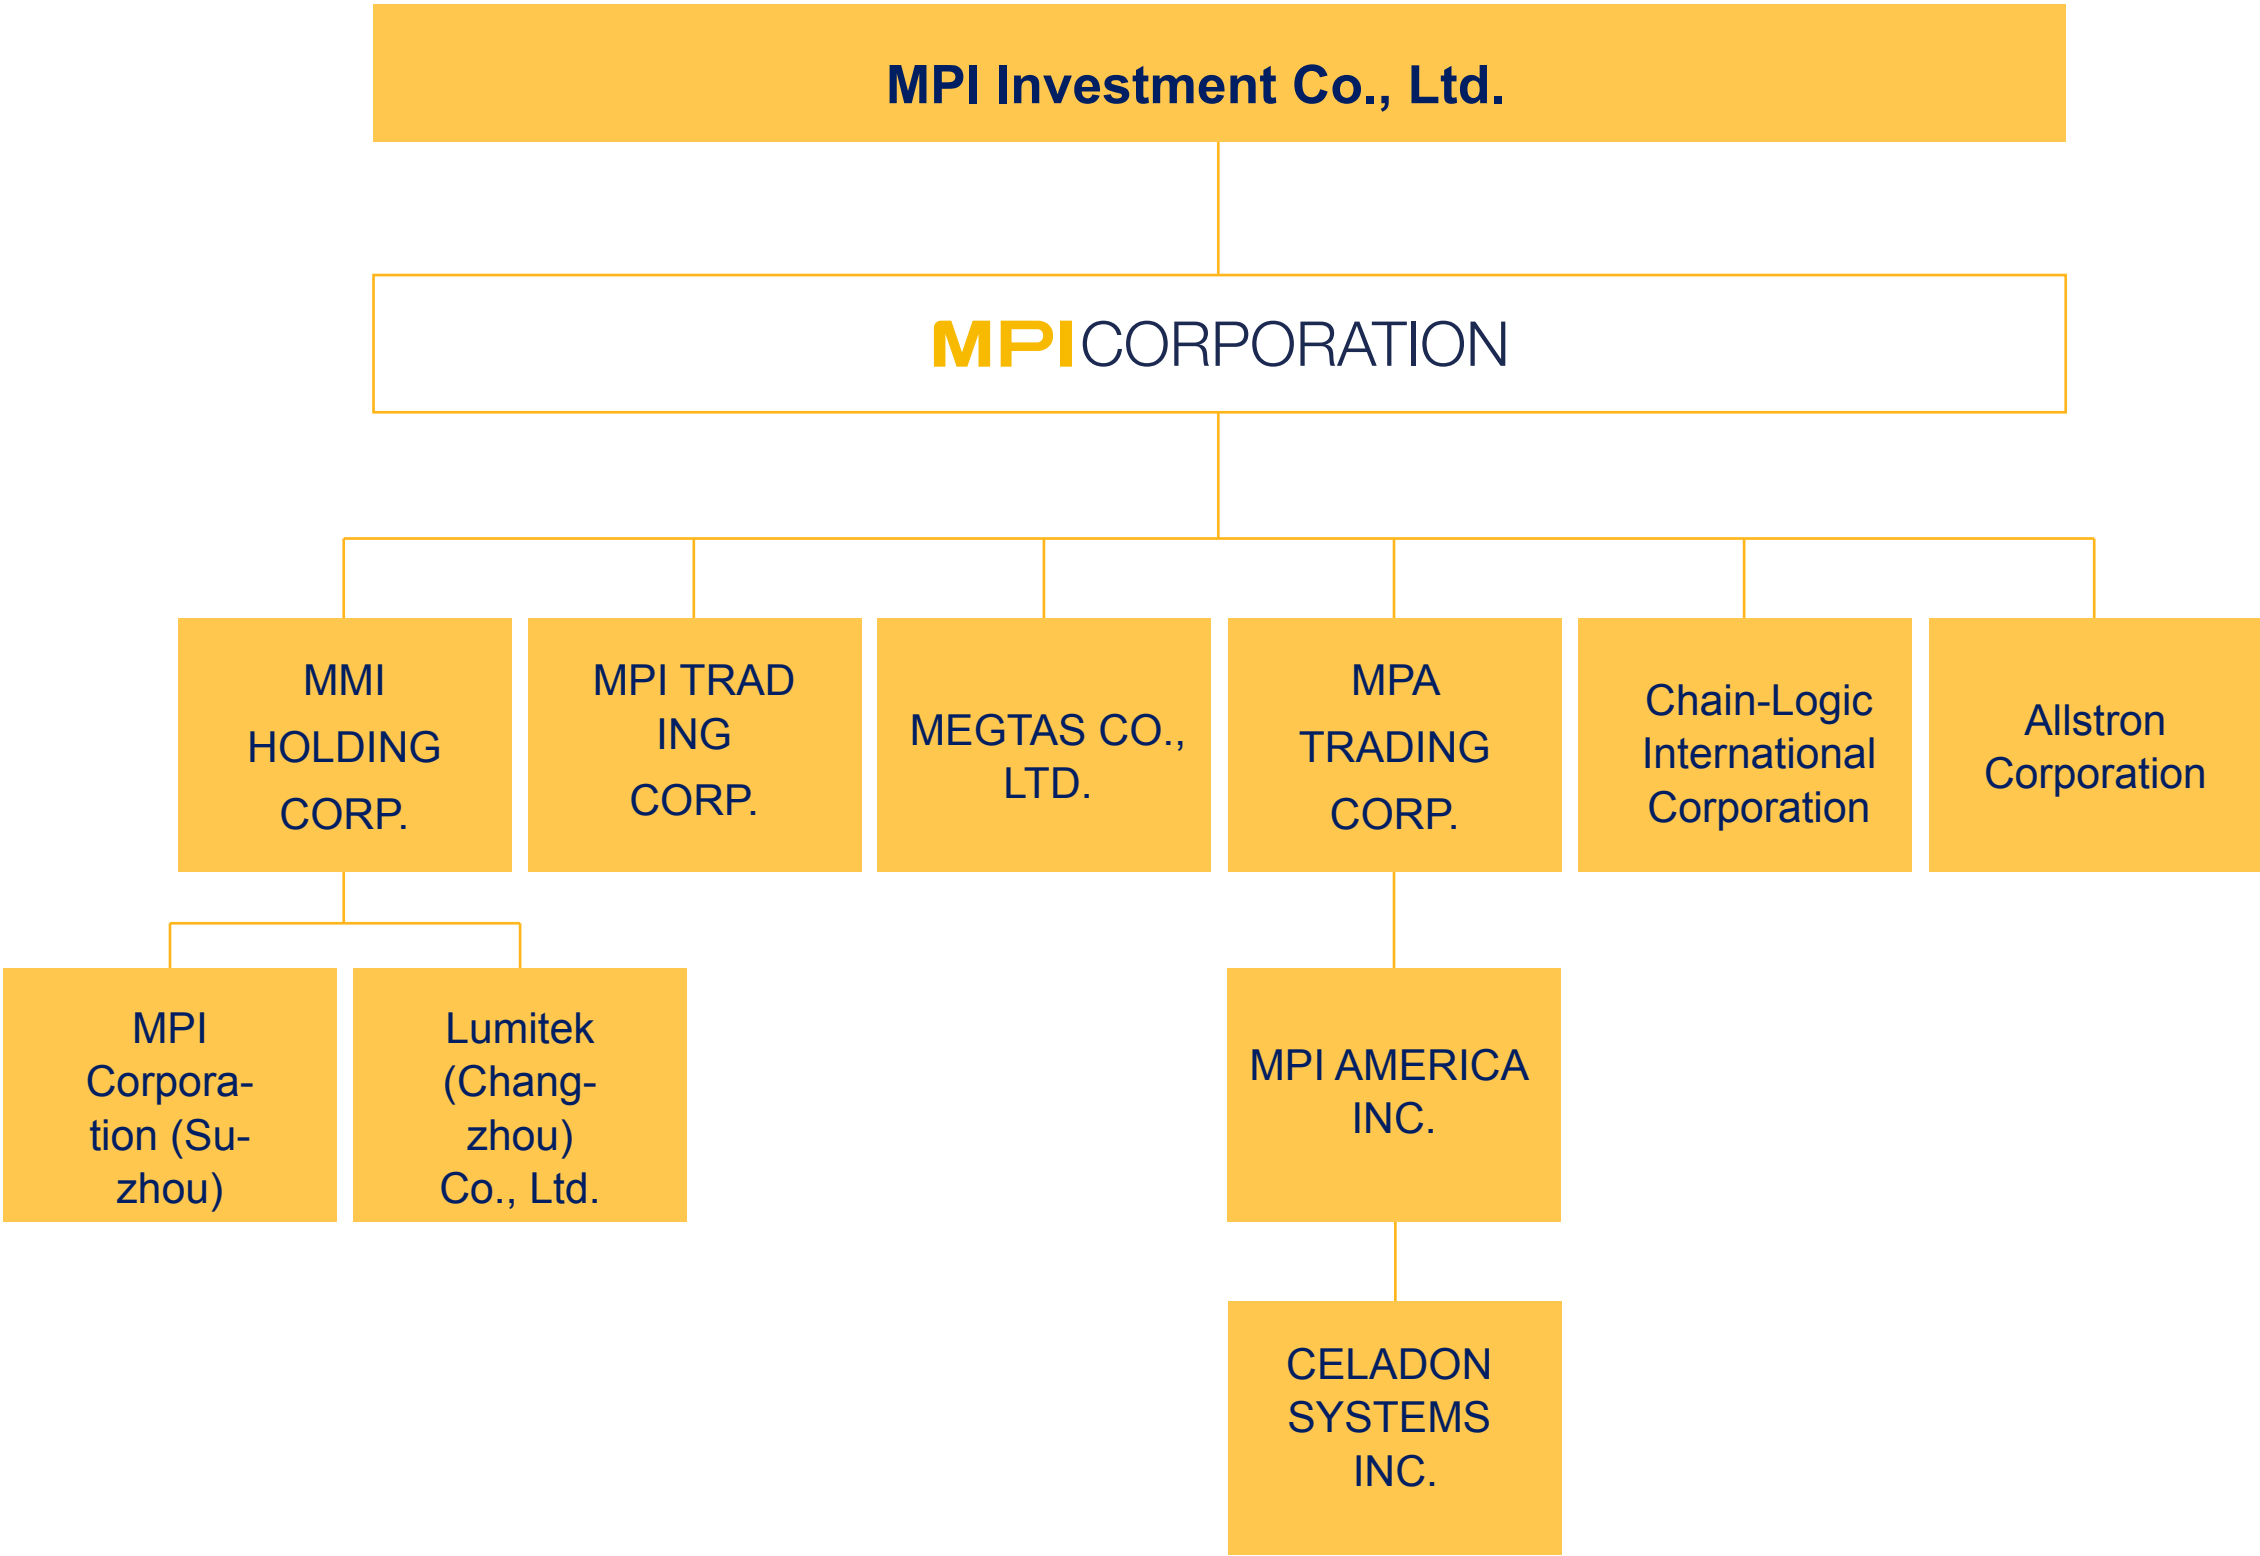 MPI Investment Co., Ltd.
MPI CORPORATION
MMI
HOLDING
CORP.
MPI TRAD
ING
CORP.
MEGTAS CO.,
LTD.
MPA
TRADING
CORP.
Chain-Logic
International
Corporation
Allstron
Corporation
MPI
Corpora-
tion (Su-
zhou)
Lumitek
(Chang-
zhou)
Co., Ltd.
MPI AMERICA
INC.
CELADON
SYSTEMS
INC.